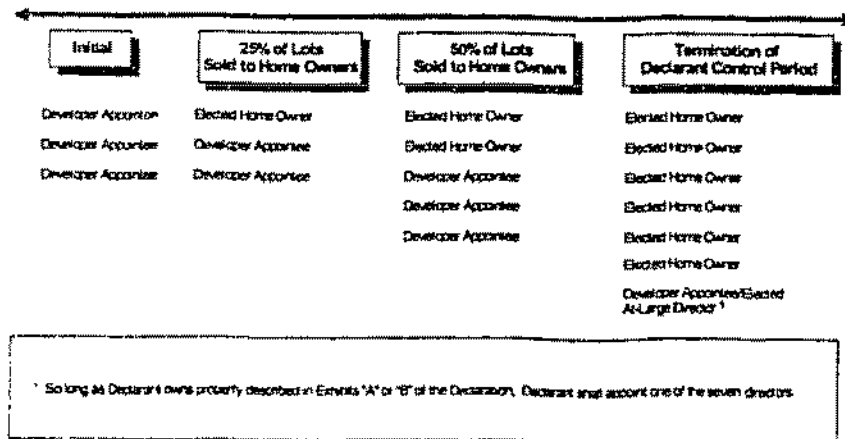 Initial
25% of Lots
Sold to Home Owners
50% of Lots
Sold to Home Owners
Termination of
Declarant Control Period
Developer Appointee
Developer Appointee
Developer Appointee
Elected Home Owner
Developer Appointee
Developer Appointee
Elected Home Owner
Elected Home Owner
Developer Appointee
Developer Appointee
Developer Appointee
Elected Home Owner
Elected Home Owner
Elected Home Owner
Elected Home Owner
Elected Home Owner
Elected Home Owner
Developer Appointee/Elected
At-Large Director ¹
¹ So long as Declarant owns property described in Exhibits "A" or "B" of the Declaration, Declarant shall appoint one of the seven directors